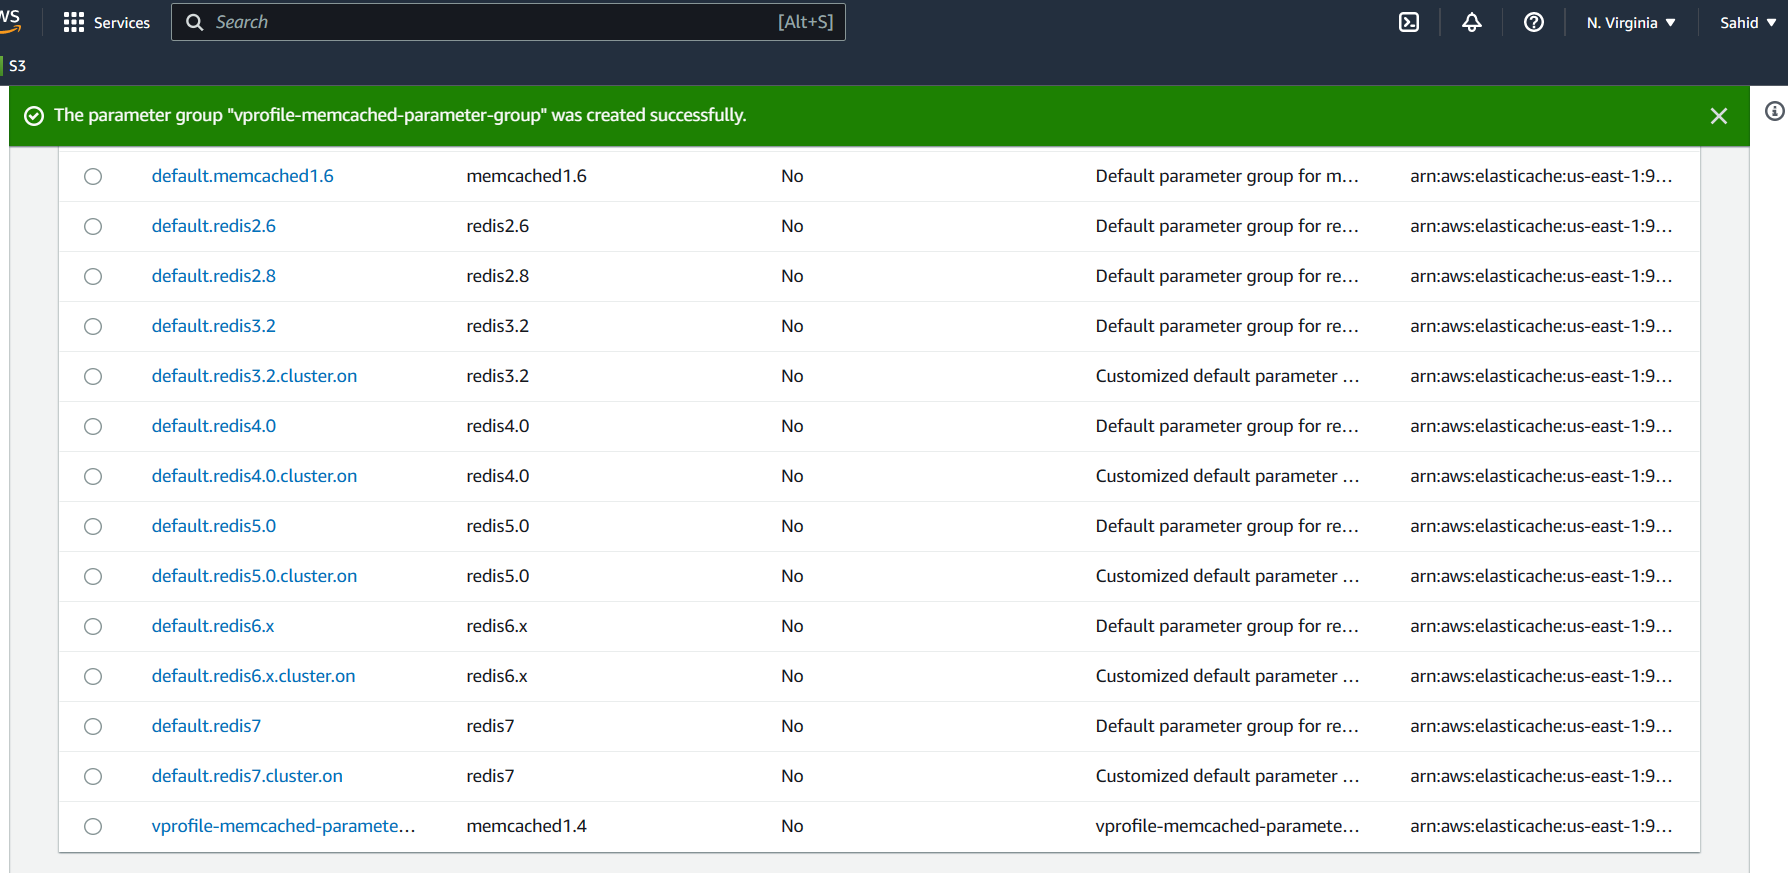 WS Services Search [Alt+S] N. Virginia Sahid
S3
The parameter group "vprofile-memcached-parameter-group" was created successfully.
default.memcached1.6 memcached1.6 No Default parameter group for m... arn:aws:elasticache:us-east-1:9...
default.redis2.6 redis2.6 No Default parameter group for re... arn:aws:elasticache:us-east-1:9...
default.redis2.8 redis2.8 No Default parameter group for re... arn:aws:elasticache:us-east-1:9...
default.redis3.2 redis3.2 No Default parameter group for re... arn:aws:elasticache:us-east-1:9...
default.redis3.2.cluster.on redis3.2 No Customized default parameter ... arn:aws:elasticache:us-east-1:9...
default.redis4.0 redis4.0 No Default parameter group for re... arn:aws:elasticache:us-east-1:9...
default.redis4.0.cluster.on redis4.0 No Customized default parameter ... arn:aws:elasticache:us-east-1:9...
default.redis5.0 redis5.0 No Default parameter group for re... arn:aws:elasticache:us-east-1:9...
default.redis5.0.cluster.on redis5.0 No Customized default parameter ... arn:aws:elasticache:us-east-1:9...
default.redis6.x redis6.x No Default parameter group for re... arn:aws:elasticache:us-east-1:9...
default.redis6.x.cluster.on redis6.x No Customized default parameter ... arn:aws:elasticache:us-east-1:9...
default.redis7 redis7 No Default parameter group for re... arn:aws:elasticache:us-east-1:9...
default.redis7.cluster.on redis7 No Customized default parameter ... arn:aws:elasticache:us-east-1:9...
vprofile-memcached-paramete... memcached1.4 No vprofile-memcached-paramete... arn:aws:elasticache:us-east-1:9...